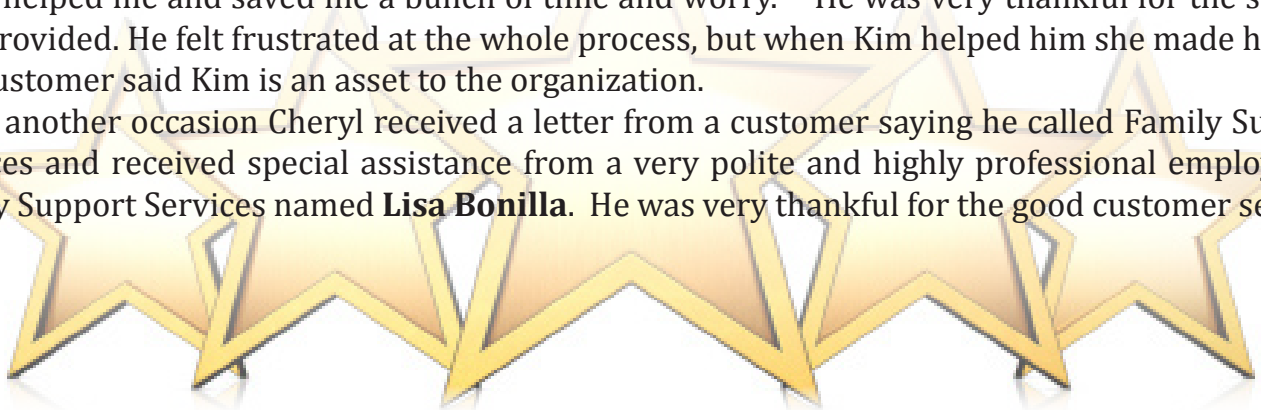 helped me and saved me a bunch of time and worry." He was very thankful for the s
rovided. He felt frustrated at the whole process, but when Kim helped him she made h
ustomer said Kim is an asset to the organization.
another occasion Cheryl received a letter from a customer saying he called Family Su
ces and received special assistance from a very polite and highly professional employ
y Support Services named Lisa Bonilla. He was very thankful for the good customer se